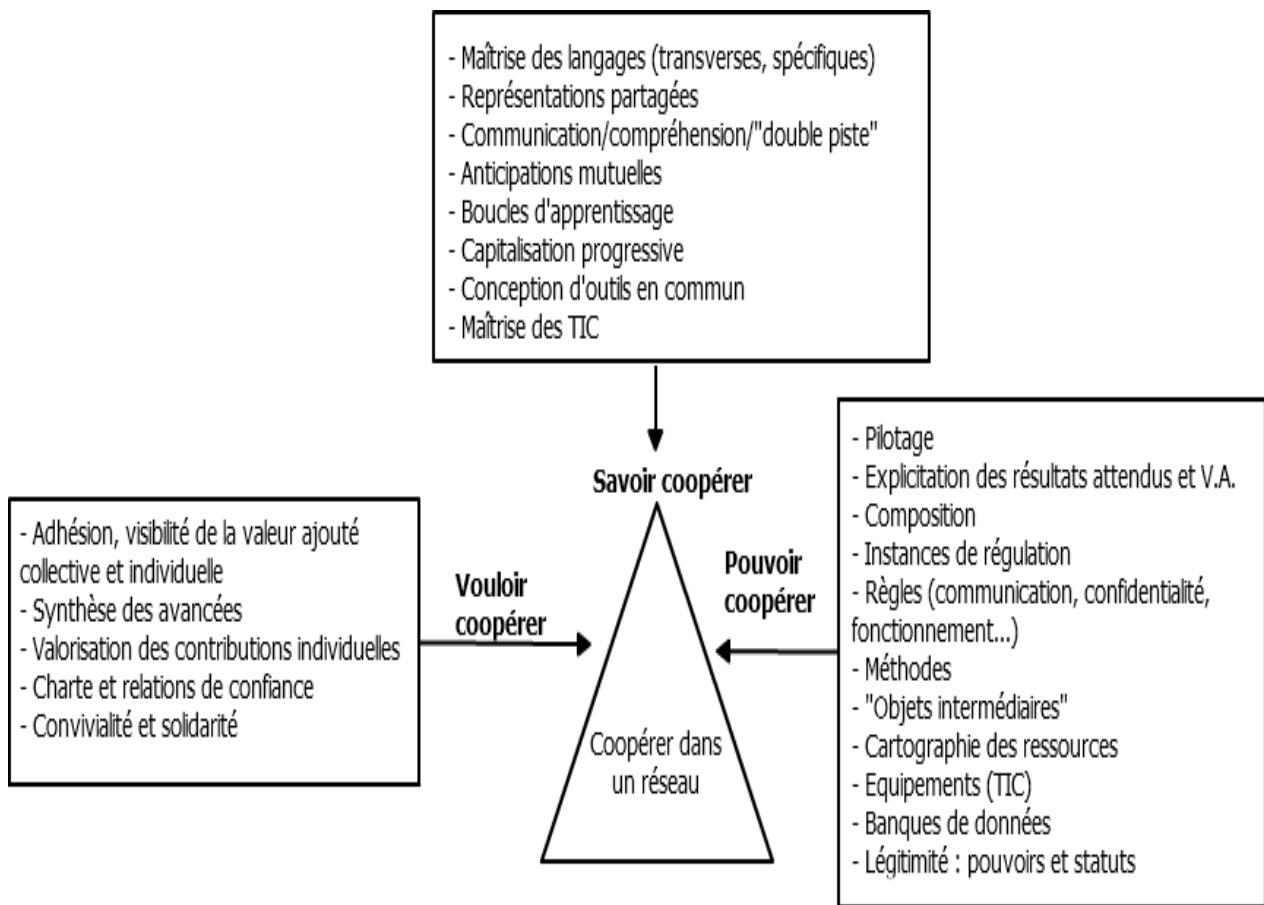 - Maîtrise des langages (transverses, spécifiques)
- Représentations partagées
- Communication/compréhension/"double piste"
- Anticipations mutuelles
- Boucles d'apprentissage
- Capitalisation progressive
- Conception d'outils en commun
- Maîtrise des TIC
Savoir coopérer
- Adhésion, visibilité de la valeur ajouté
collective et individuelle
- Synthèse des avancées
- Valorisation des contributions individuelles
- Charte et relations de confiance
- Convivialité et solidarité
Vouloir
coopérer
Pouvoir
coopérer
- Pilotage
- Explicitation des résultats attendus et V.A.
- Composition
- Instances de régulation
- Règles (communication, confidentialité,
fonctionnement...)
- Méthodes
- "Objets intermédiaires"
- Cartographie des ressources
- Equipements (TIC)
- Banques de données
- Légitimité : pouvoirs et statuts
Coopérer dans
un réseau